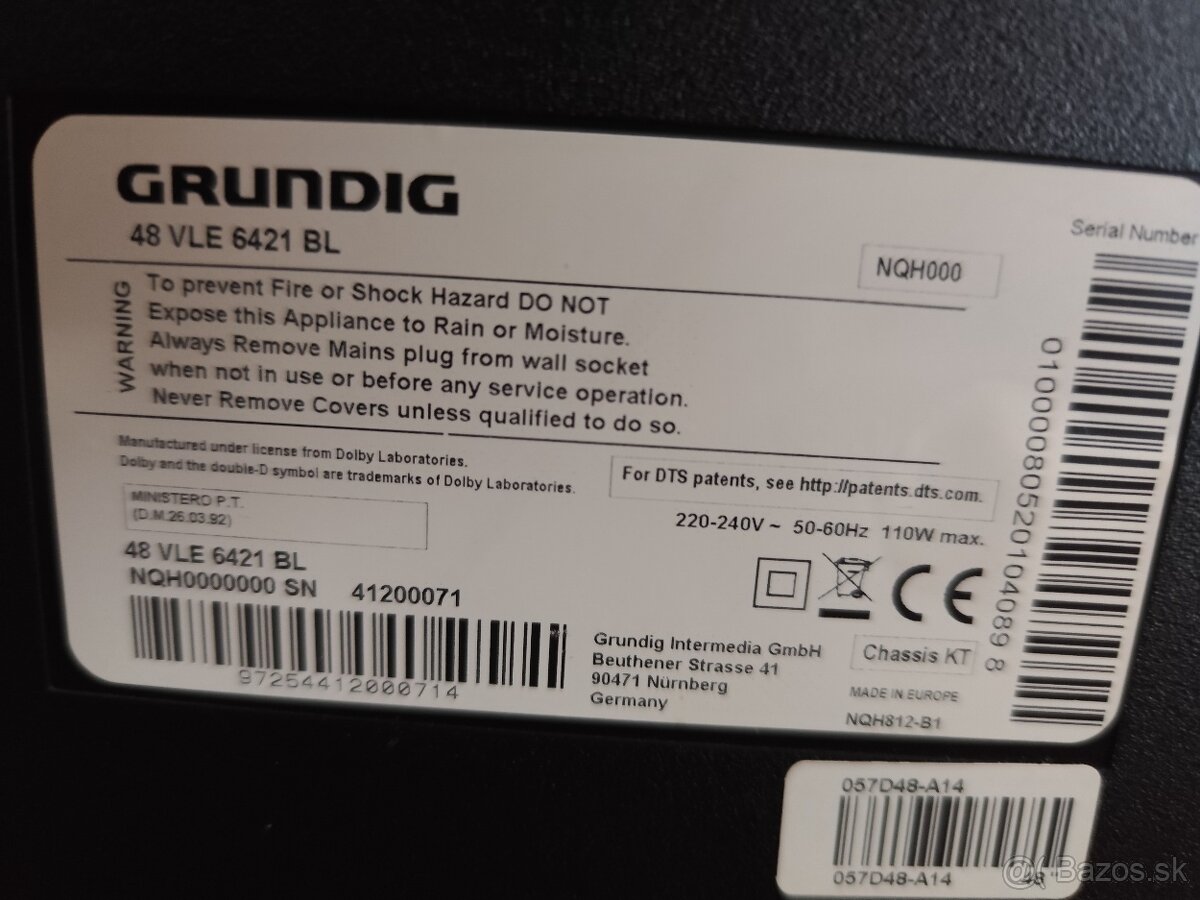 GRUNDIG
48 VLE 6421 BL
NQH000
Serial Number
WARNING
To prevent Fire or Shock Hazard DO NOT
Expose this Appliance to Rain or Moisture.
Always Remove Mains plug from wall socket
when not in use or before any service operation.
Never Remove Covers unless qualified to do so.
Manufactured under license from Dolby Laboratories.
Dolby and the double-D symbol are trademarks of Dolby Laboratories.
For DTS patents, see http://patents.dts.com.
MINISTERO P.T.
(D.M.26.03.92)
220-240V ~ 50-60Hz 110W max.
48 VLE 6421 BL
NQH0000000 SN 41200071
97254412000714
CE
Grundig Intermedia GmbH
Beuthener Strasse 41
90471 Nürnberg
Germany
Chassis KT
MADE IN EUROPE
NQH812-B1
01000080520104089 8
057D48-A14
057D48-A14 48"
Bazos.sk